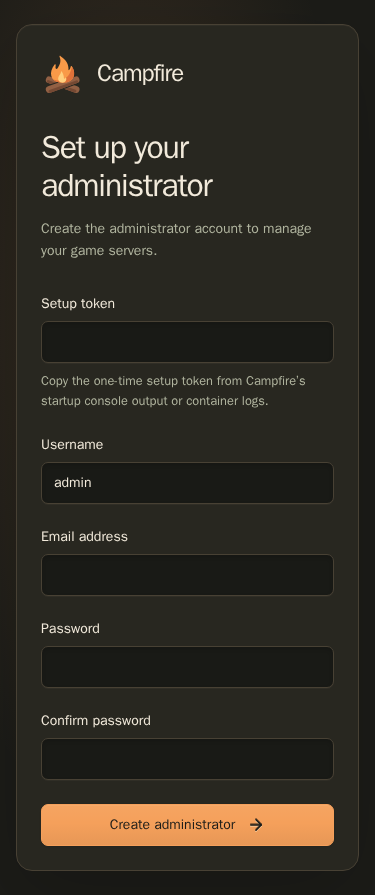 Campfire
Set up your
administrator
Create the administrator account to manage
your game servers.
Setup token
Copy the one-time setup token from Campfire's
startup console output or container logs.
Username
admin
Email address
Password
Confirm password
Create administrator →